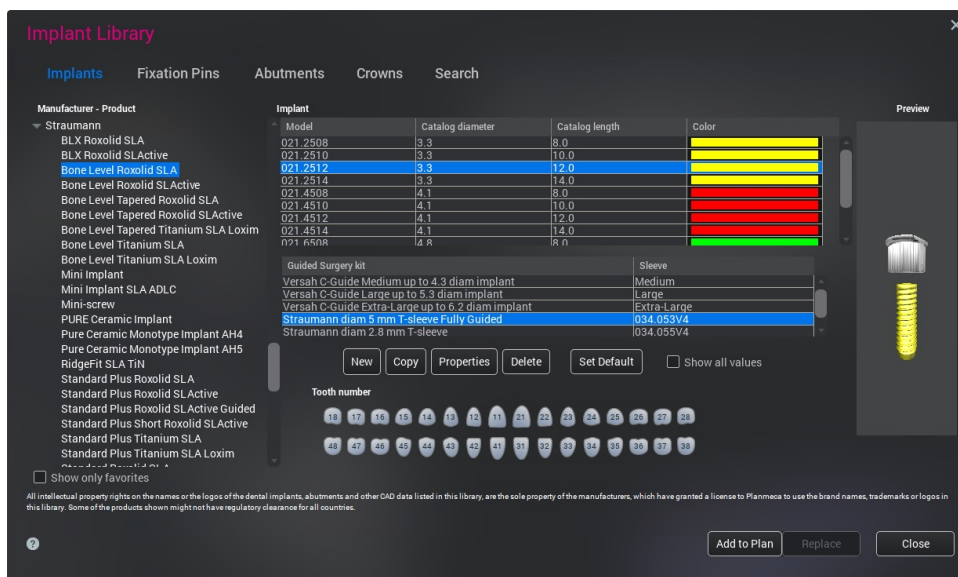 Implant Library
Implants Fixation Pins Abutments Crowns Search
Manufacturer - Product
Straumann
BLX Roxolid SLA
BLX Roxolid SLActive
Bone Level Roxolid SLA
Bone Level Roxolid SLActive
Bone Level Tapered Roxolid SLA
Bone Level Tapered Roxolid SLActive
Bone Level Tapered Titanium SLA Loxim
Bone Level Titanium SLA
Bone Level Titanium SLA Loxim
Mini Implant
Mini Implant SLA ADLC
Mini-screw
PURE Ceramic Implant
Pure Ceramic Monotype Implant AH4
Pure Ceramic Monotype Implant AH5
RidgeFit SLA TiN
Standard Plus Roxolid SLA
Standard Plus Roxolid SLActive
Standard Plus Roxolid SLActive Guided
Standard Plus Short Roxolid SLActive
Standard Plus Titanium SLA
Standard Plus Titanium SLA Loxim
Standard Roxolid SLA
Show only favorites
Implant
Model Catalog diameter Catalog length Color
021.2508 3.3 8.0
021.2510 3.3 10.0
021.2512 3.3 12.0
021.2514 3.3 14.0
021.4508 4.1 8.0
021.4510 4.1 10.0
021.4512 4.1 12.0
021.4514 4.1 14.0
021.6508 4.8 8.0
Guided Surgery kit Sleeve
Versah C-Guide Medium up to 4.3 diam implant Medium
Versah C-Guide Large up to 5.3 diam implant Large
Versah C-Guide Extra-Large up to 6.2 diam implant Extra-Large
Straumann diam 5 mm T-sleeve Fully Guided 034.053V4
Straumann diam 2.8 mm T-sleeve 034.055V4
New Copy Properties Delete Set Default Show all values
Tooth number
18 17 16 15 14 13 12 11 21 22 23 24 25 26 27 28
48 47 46 45 44 43 42 41 31 32 33 34 35 36 37 38
Preview
All intellectual property rights on the names or the logos of the dental implants, abutments and other CAD data listed in this library, are the sole property of the manufacturers, which have granted a license to Planmeca to use the brand names, trademarks or logos in
this library. Some of the products shown might not have regulatory clearance for all countries.
?
Add to Plan Replace Close